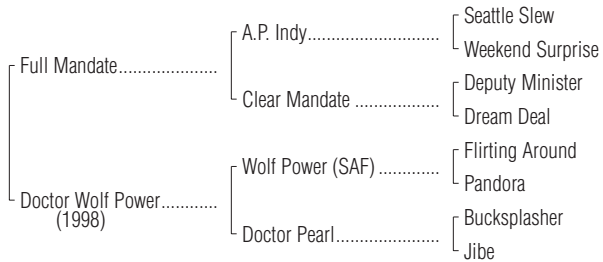 Seattle Slew
A.P. Indy..............................
Weekend Surprise
Full Mandate......................
Deputy Minister
Clear Mandate ...................
Dream Deal
Flirting Around
Wolf Power (SAF) .............
Pandora
Doctor Wolf Power............
(1998)
Bucksplasher
Doctor Pearl.......................
Jibe